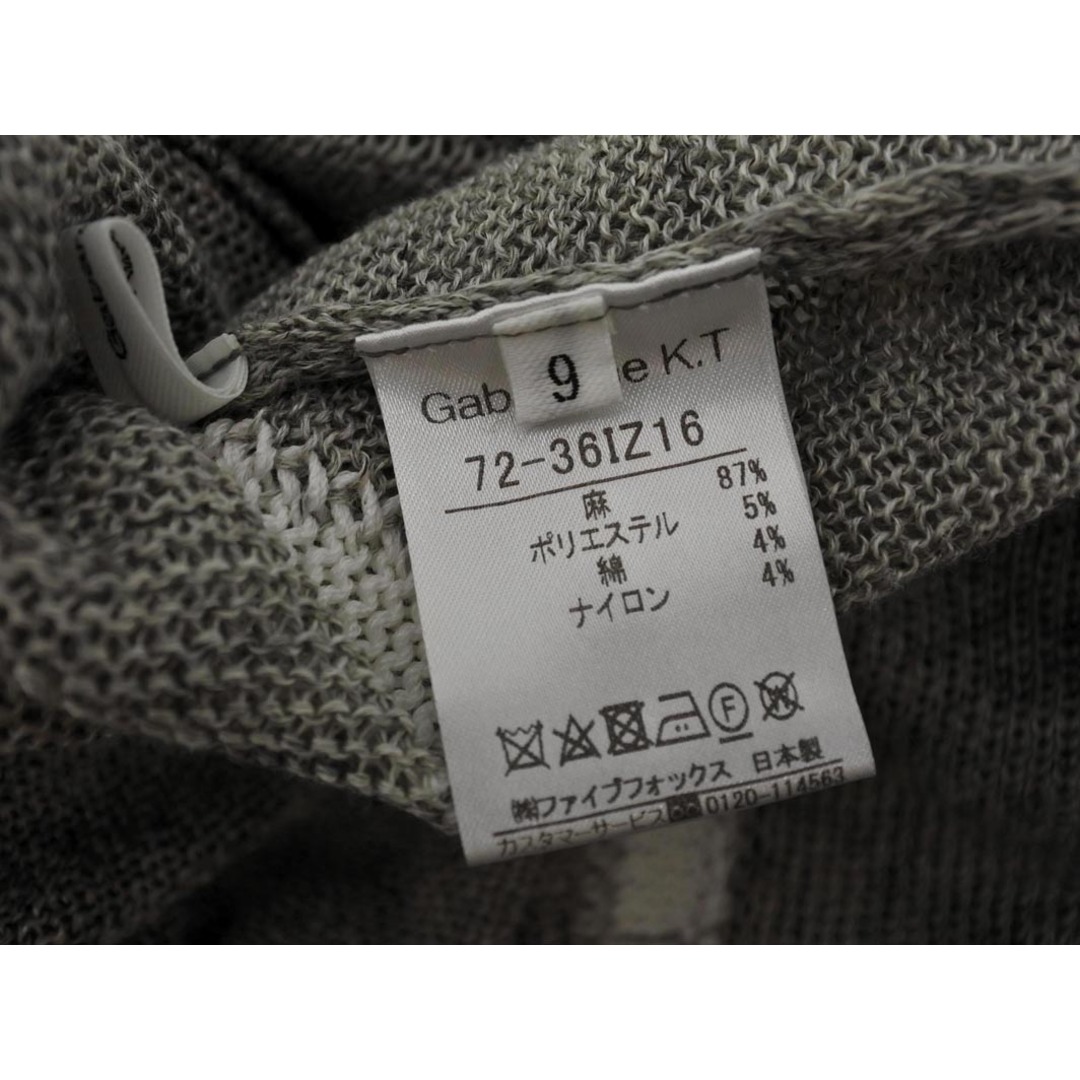 9
Gab e K.T
72-36IZ16
麻 87%
ポリエステル 5%
綿 4%
ナイロン 4%
F
㈱ファイブフォックス 日本製
カスタマーサービス 0120-114563